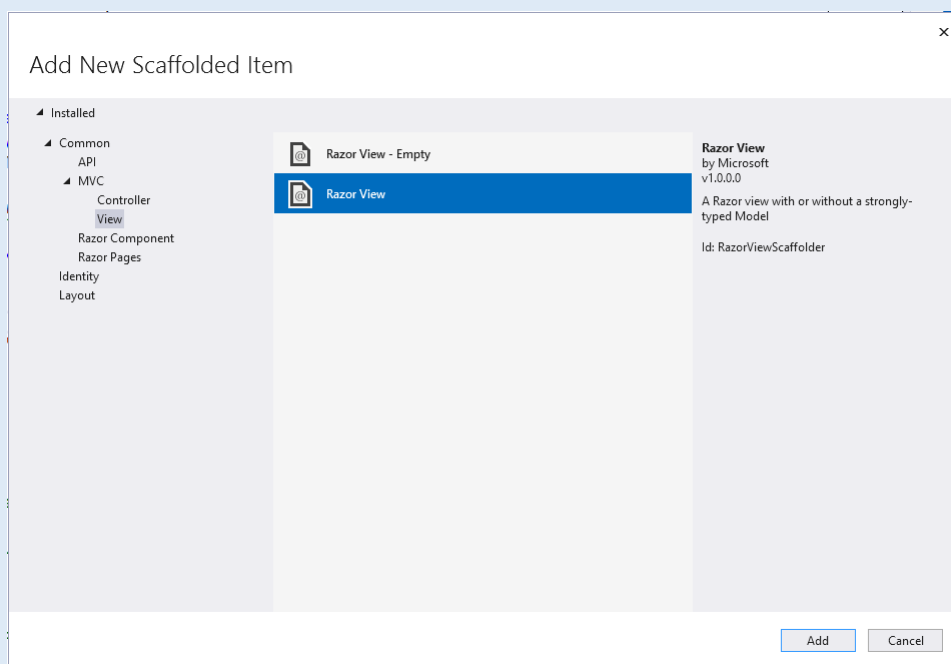 Add New Scaffolded Item
Installed
Common
API
MVC
Controller
View
Razor Component
Razor Pages
Identity
Layout
Razor View - Empty
Razor View
Razor View
by Microsoft
v1.0.0.0
A Razor view with or without a strongly-
typed Model
Id: RazorViewScaffolder
Add
Cancel